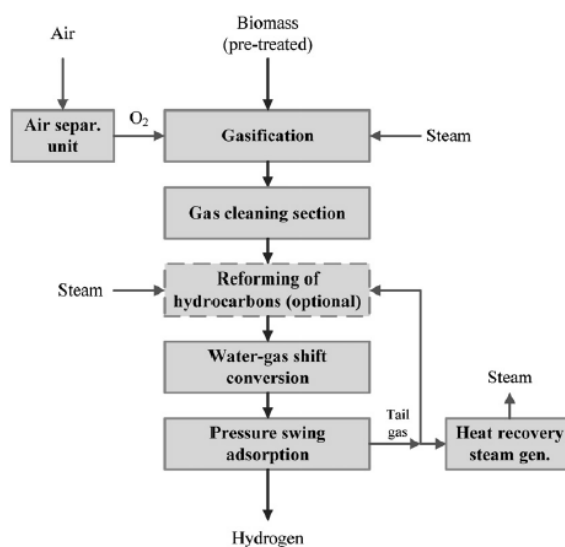 Biomass
(pre-treated)
Air
O2
Air separ.
unit
Gasification
Steam
Gas cleaning section
Steam
Reforming of
hydrocarbons (optional)
Water-gas shift
conversion
Steam
Pressure swing
adsorption
Tail
gas
Heat recovery
steam gen.
Hydrogen